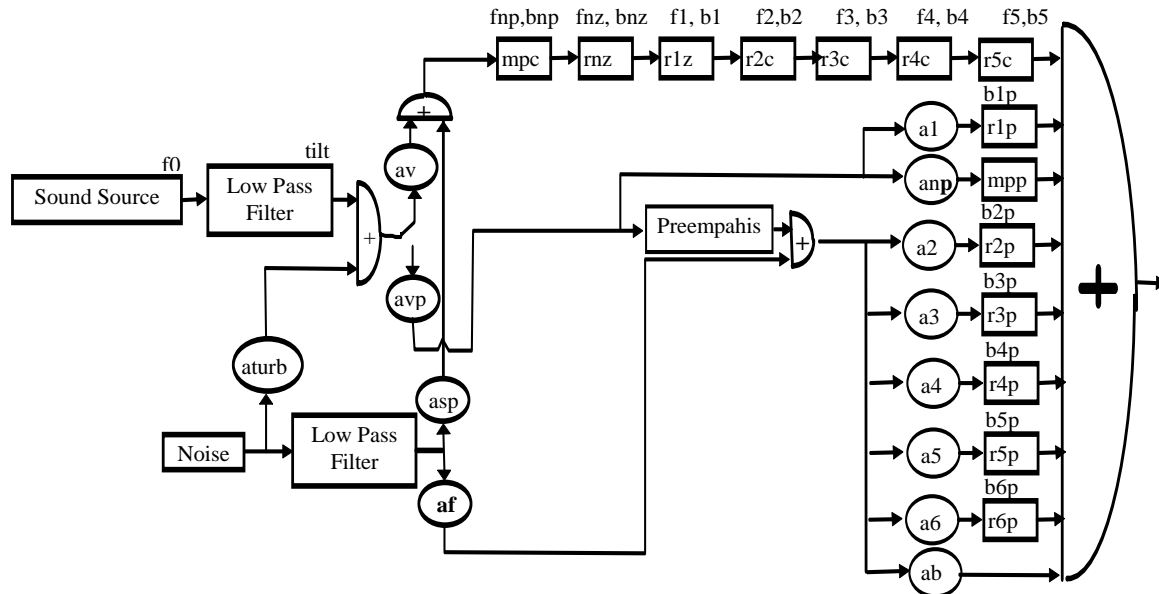 fnp,bnp fnz, bnz f1, b1 f2,b2 f3, b3 f4, b4 f5,b5
mpc rnz r1z r2c r3c r4c r5c
+
b1p
a1 r1p
f0 tilt
av
anp mpp
Sound Source
Low Pass
Filter
+
Preempahis
+
b2p
a2 r2p
+
avp
b3p
a3 r3p
aturb
b4p
a4 r4p
asp
Noise
Low Pass
Filter
b5p
a5 r5p
af
b6p
a6 r6p
ab